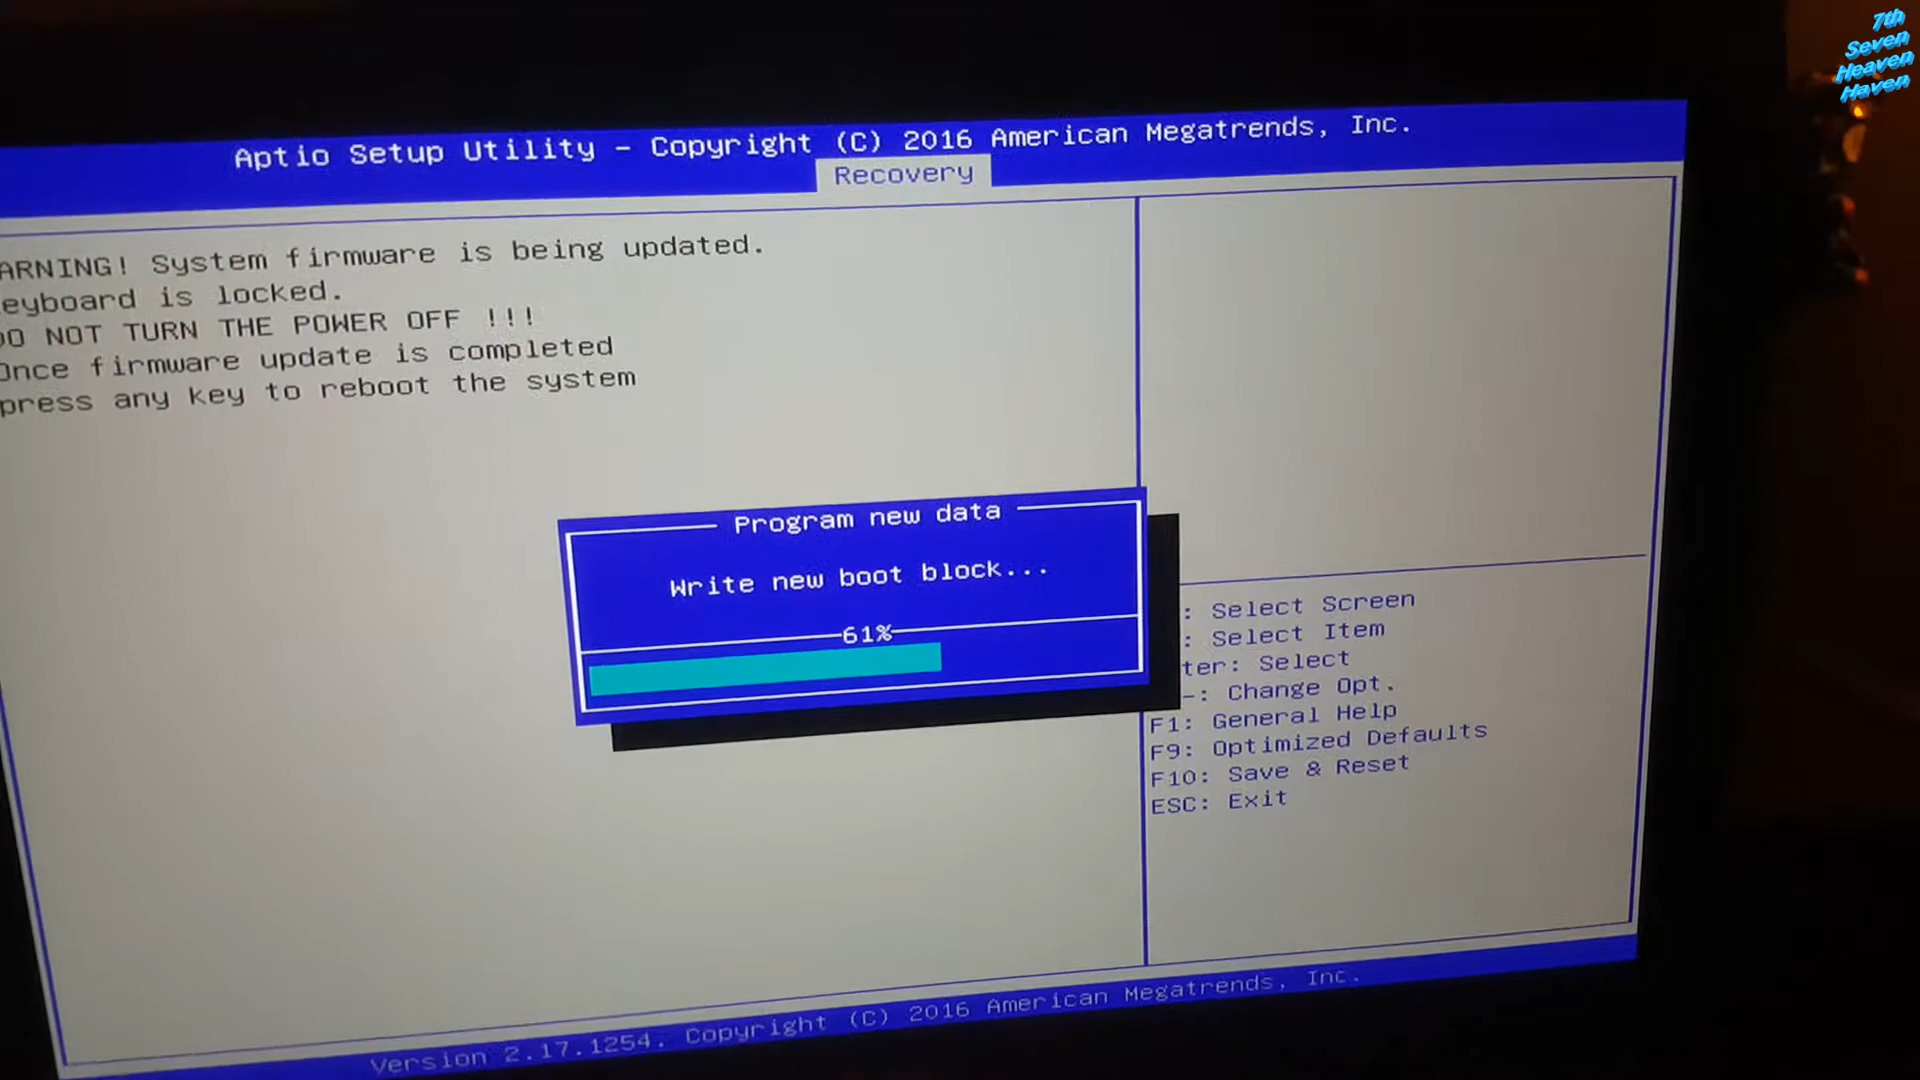 7th
Seven
Heaven
Haven
Aptio Setup Utility - Copyright (C) 2016 American Megatrends, Inc.
Recovery
ARNING! System firmware is being updated.
eyboard is locked.
DO NOT TURN THE POWER OFF !!!
Once firmware update is completed
press any key to reboot the system
Program new data
Write new boot block...
61%
: Select Screen
: Select Item
ter: Select
-: Change Opt.
F1: General Help
F9: Optimized Defaults
F10: Save & Reset
ESC: Exit
Version 2.17.1254. Copyright (C) 2016 American Megatrends, Inc.